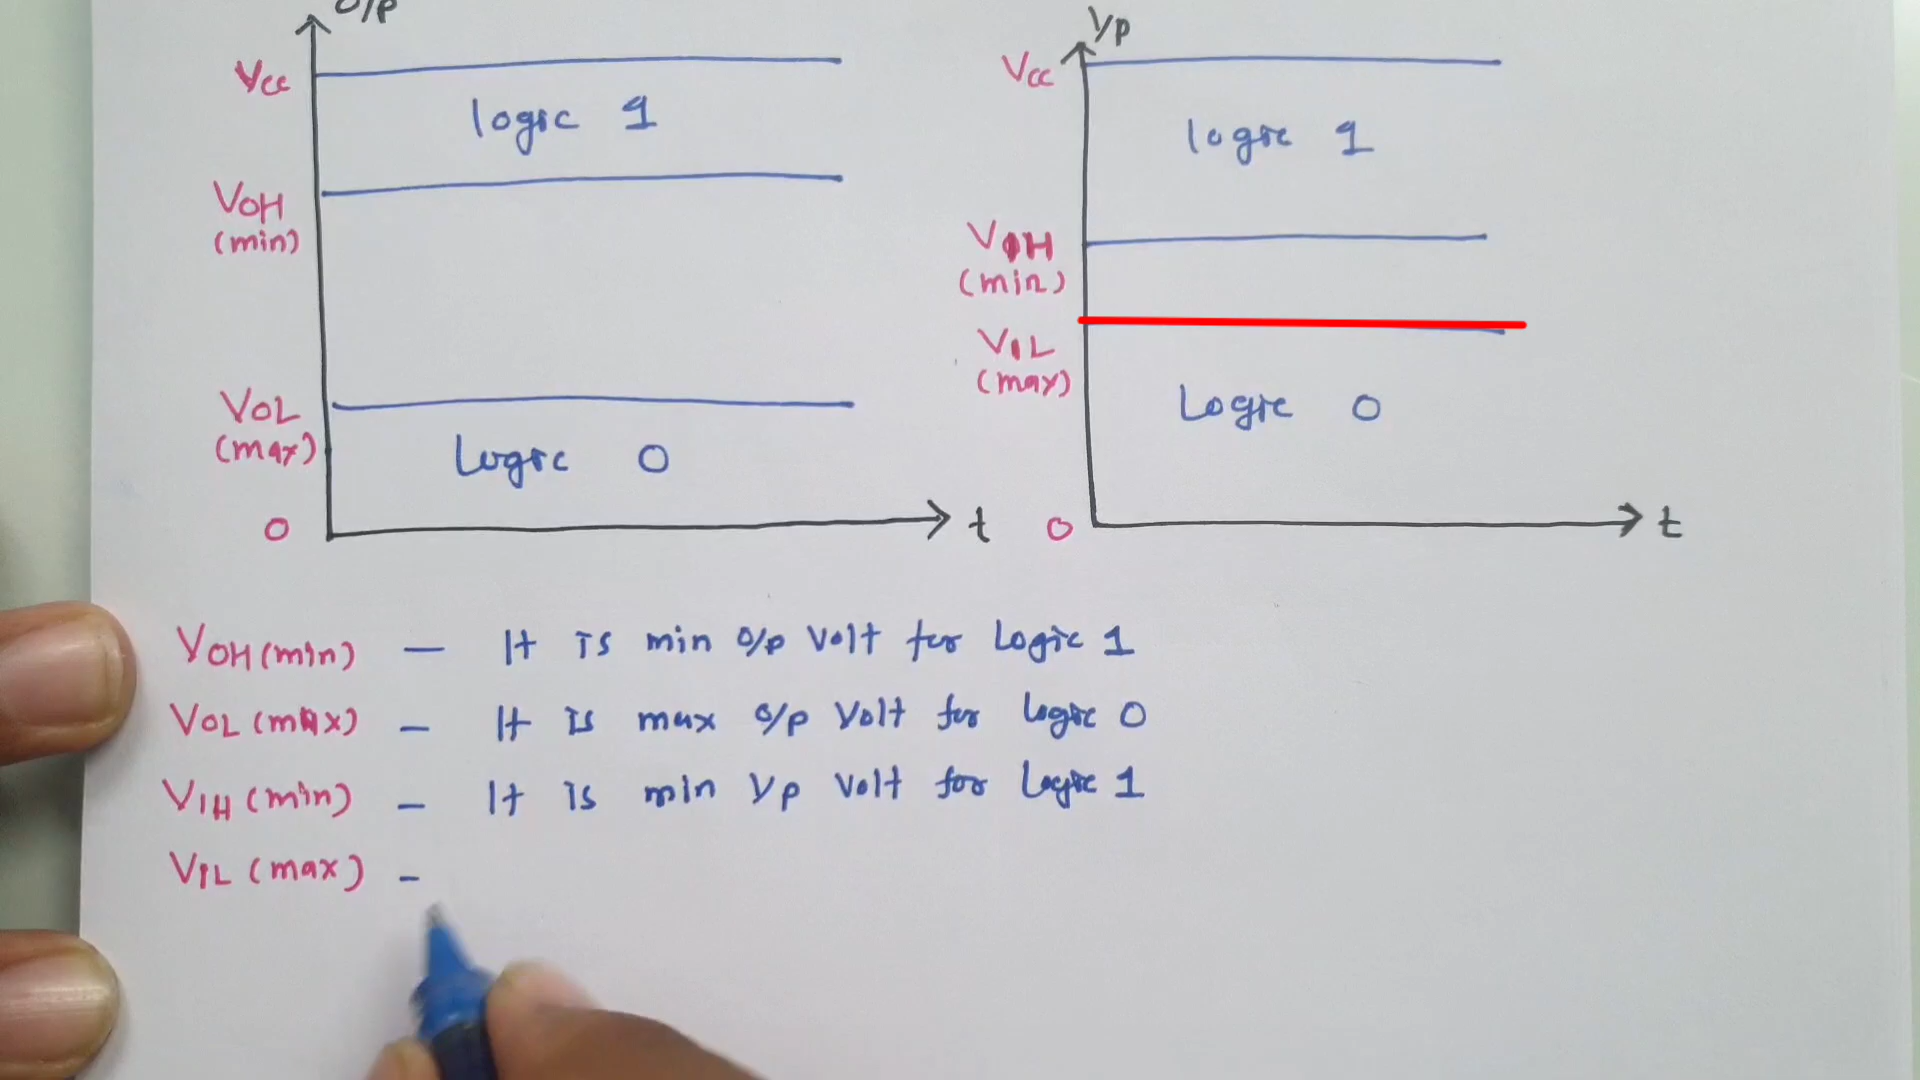 O/P
Vcc
logic 1
VOH
(min)
VOL
(max)
Logic 0
0
t
I/P
Vcc
logic 1
VIH
(min)
VIL
(max)
Logic 0
0
t
VOH (min) — It is min O/P Volt for Logic 1
VOL (max) – It is max O/P Volt for logic 0
VIH (min) – It is min I/P Volt for Logic 1
VIL (max) –